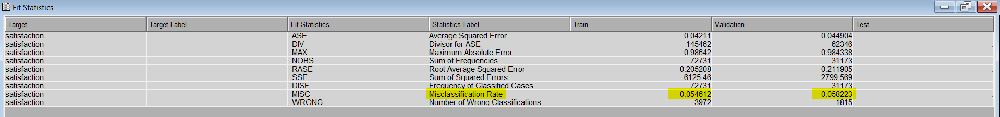 Fit Statistics
Target Target Label Fit Statistics Statistics Label Train Validation Test
satisfaction ASE Average Squared Error 0.04211 0.044904 .
satisfaction DIV Divisor for ASE 145462 62346 .
satisfaction MAX Maximum Absolute Error 0.98642 0.984338 .
satisfaction NOBS Sum of Frequencies 72731 31173 .
satisfaction RASE Root Average Squared Error 0.205208 0.211905 .
satisfaction SSE Sum of Squared Errors 6125.46 2799.569 .
satisfaction DISF Frequency of Classified Cases 72731 31173 .
satisfaction MISC Misclassification Rate 0.054612 0.058223 .
satisfaction WRONG Number of Wrong Classifications 3972 1815 .